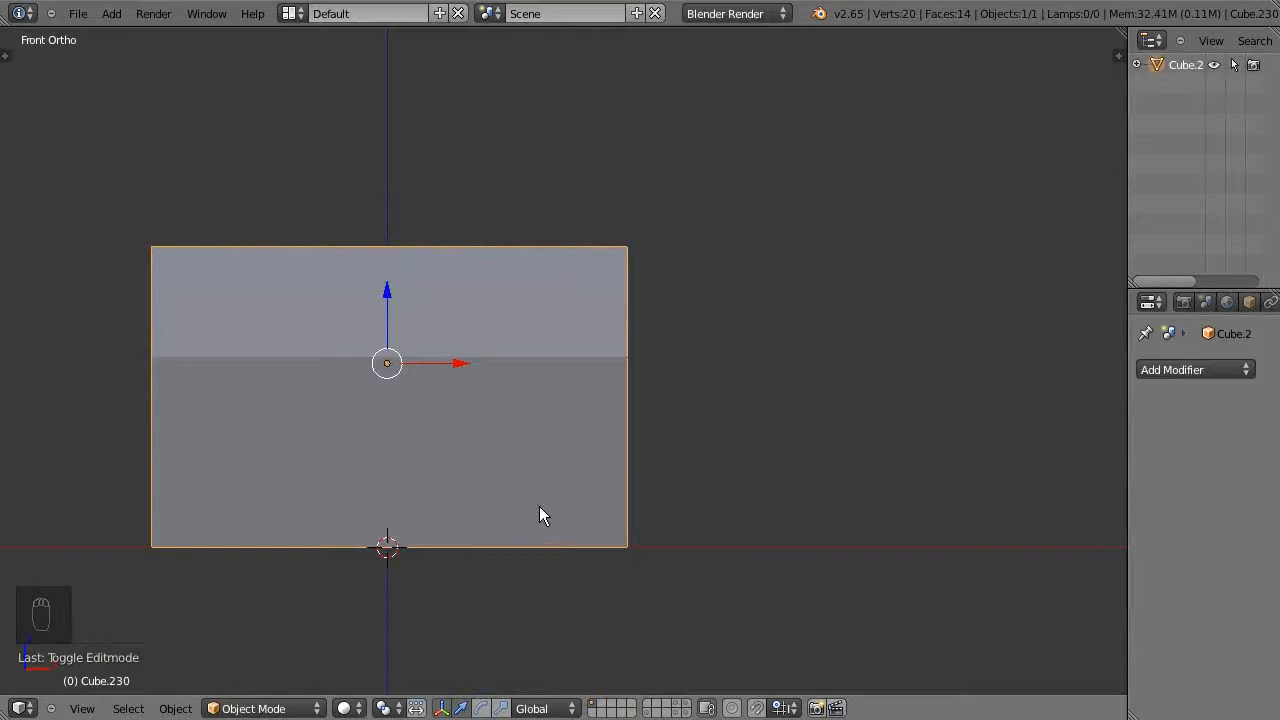 File Add Render Window Help Default Scene Blender Render v2.65 | Verts:20 | Faces:14 | Objects:1/1 | Lamps:0/0 | Mem:32.41M (0.11M) | Cube.230
Front Ortho
View Search
Cube.2
Cube.2
Add Modifier
Last: Toggle Editmode
(0) Cube.230
View Select Object Object Mode Global